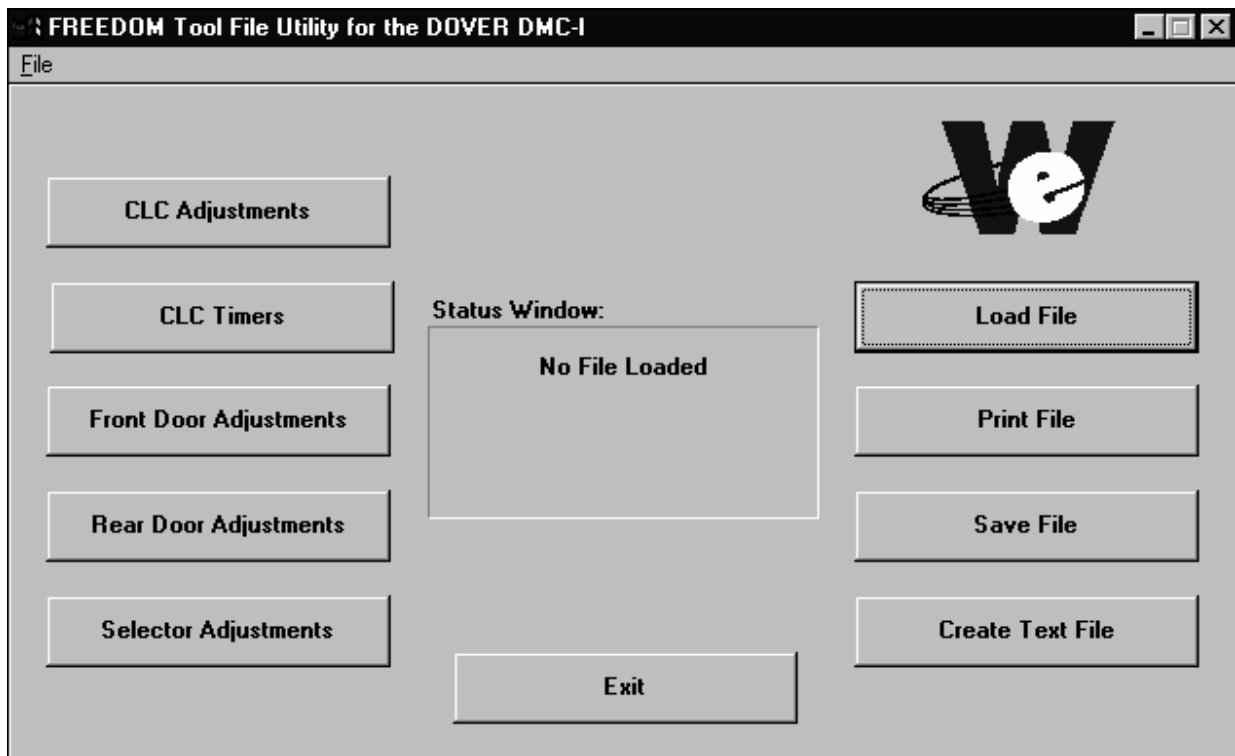 FREEDOM Tool File Utility for the DOVER DMC-I
File
We
CLC Adjustments
CLC Timers
Front Door Adjustments
Rear Door Adjustments
Selector Adjustments
Status Window:
No File Loaded
Exit
Load File
Print File
Save File
Create Text File